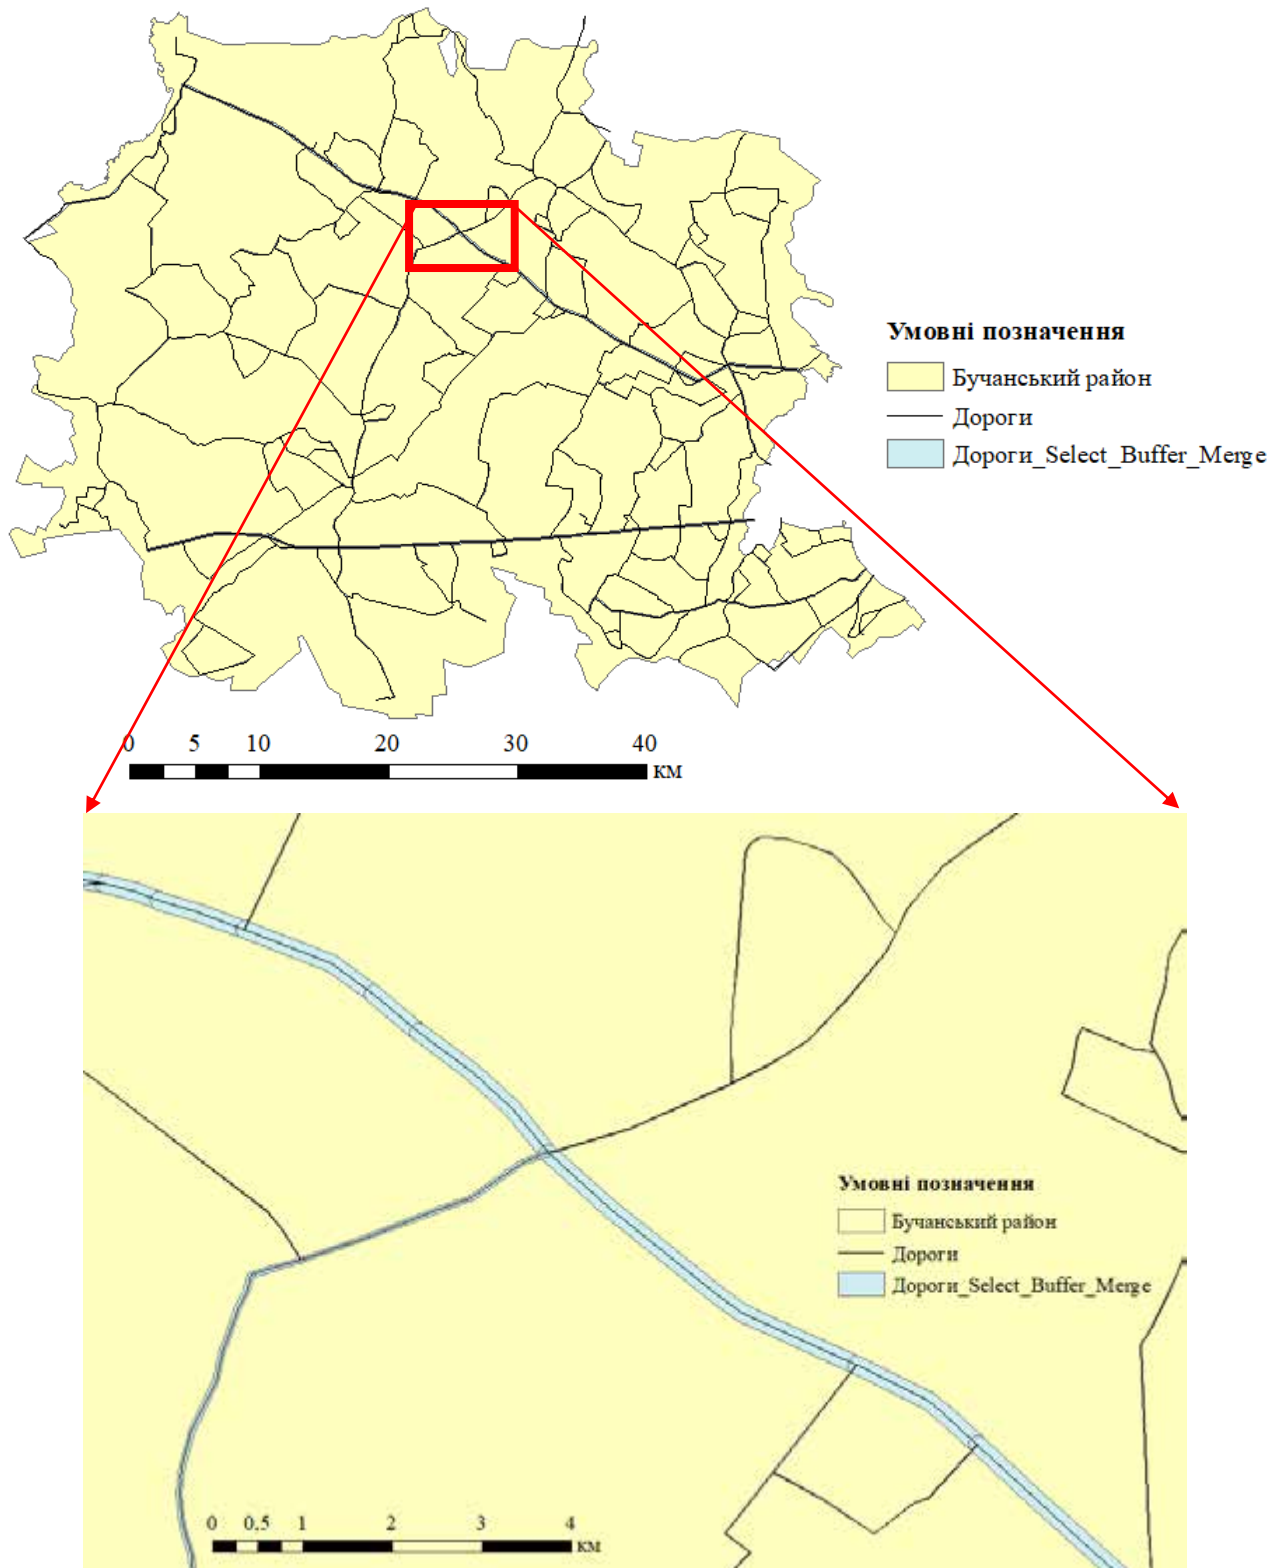 Умовні позначення
Бучанський район
Дороги
Дороги_Select_Buffer_Merge
0 5 10 20 30 40
км
Умовні позначення
Бучанський район
Дороги
Дороги_Select_Buffer_Merge
0 0,5 1 2 3 4
км